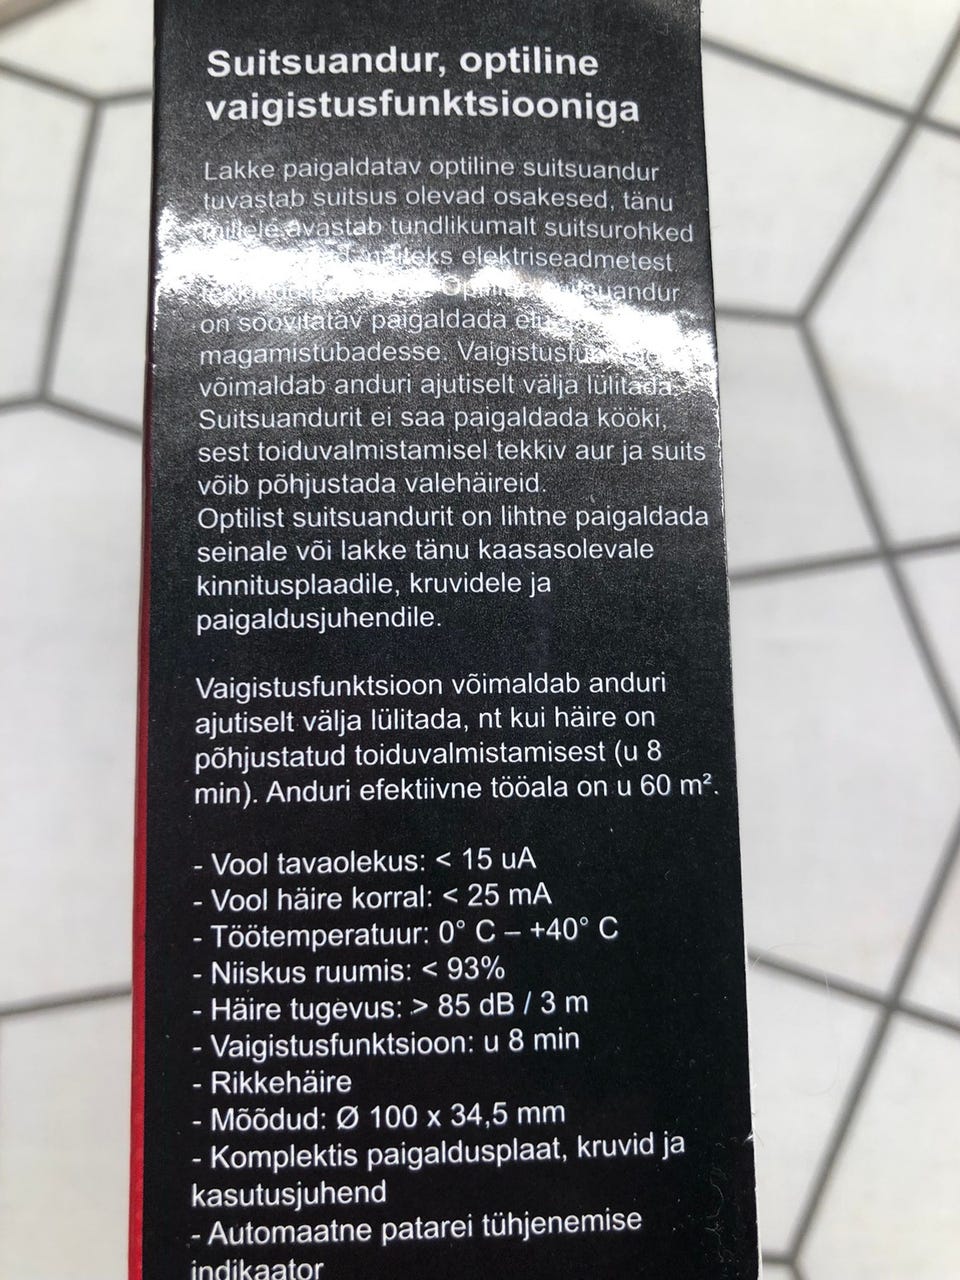 Suitsuandur, optiline
vaigistusfunktsiooniga
Lakke paigaldatav optiline suitsuandur
tuvastab suitsus olevad osakesed, tänu
millele avastab tundlikumalt suitsurohked
elektriseadmetest
suitsuandur
on soovitatav paigaldada
magamistubadesse.
võimaldab anduri ajutiselt välja lülitada.
Suitsuandurit ei saa paigaldada kööki,
sest toiduvalmistamisel tekkiv aur ja suits
võib põhjustada valehäireid.
Optilist suitsuandurit on lihtne paigaldada
seinale või lakke tänu kaasasolevale
kinnitusplaadile, kruvidele ja
paigaldusjuhendile.
Vaigistusfunktsioon võimaldab anduri
ajutiselt välja lülitada, nt kui häire on
põhjustatud toiduvalmistamisest (u 8
min). Anduri efektiivne tööala on u 60 m².
- Vool tavaolekus: < 15 uA
- Vool häire korral: < 25 mA
- Töötemperatuur: 0° C – +40° C
- Niiskus ruumis: < 93%
- Häire tugevus: > 85 dB / 3 m
- Vaigistusfunktsioon: u 8 min
- Rikkehäire
- Mõõdud: Ø 100 x 34,5 mm
- Komplektis paigaldusplaat, kruvid ja
kasutusjuhend
- Automaatne patarei tühjenemise
indikaator